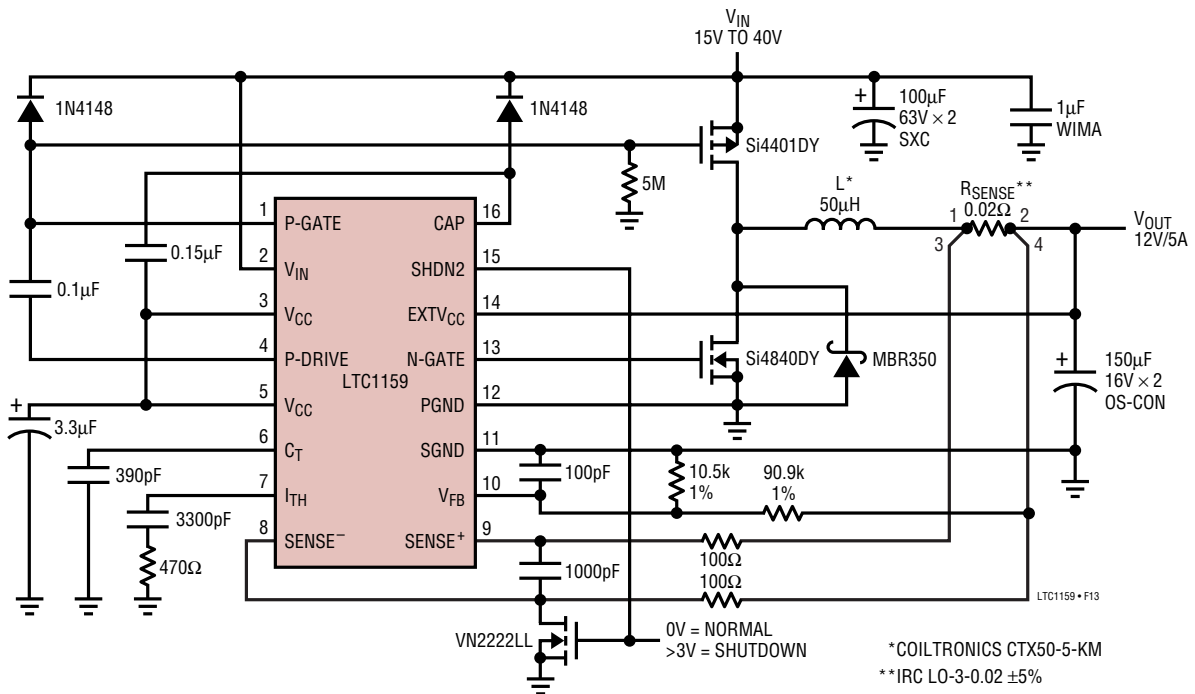 V_IN
15V TO 40V
1N4148
1N4148
100µF
63V × 2
SXC
1µF
WIMA
Si4401DY
5M
L*
50µH
R_SENSE**
0.02Ω
1
2
3
4
V_OUT
12V/5A
0.15µF
0.1µF
1
P-GATE
CAP
16
2
V_IN
SHDN2
15
3
V_CC
EXTV_CC
14
4
P-DRIVE
N-GATE
13
LTC1159
5
V_CC
PGND
12
6
C_T
SGND
11
7
I_TH
V_FB
10
8
SENSE⁻
SENSE⁺
9
Si4840DY
MBR350
150µF
16V × 2
OS-CON
3.3µF
390pF
3300pF
470Ω
100pF
10.5k
1%
90.9k
1%
1000pF
100Ω
100Ω
LTC1159 • F13
VN2222LL
0V = NORMAL
>3V = SHUTDOWN
*COILTRONICS CTX50-5-KM
**IRC LO-3-0.02 ±5%